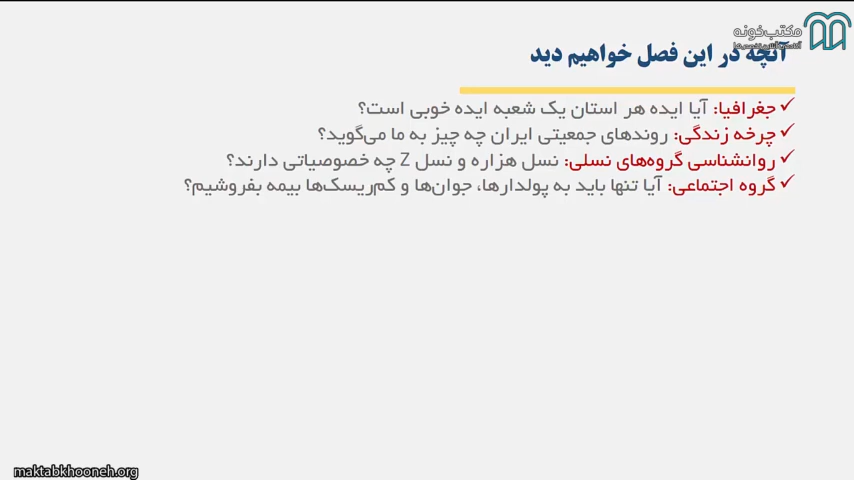 مکتب‌خونه
آنچه در این فصل خواهیم دید
جغرافیا: آیا ایده هر استان یک شعبه ایده خوبی است؟
چرخه زندگی: روندهای جمعیتی ایران چه چیز به ما می‌گوید؟
روانشناسی گروه‌های نسلی: نسل هزاره و نسل Z چه خصوصیاتی دارند؟
گروه اجتماعی: آیا تنها باید به پولدارها، جوان‌ها و کم‌ریسک‌ها بیمه بفروشیم؟
maktabkhooneh.org